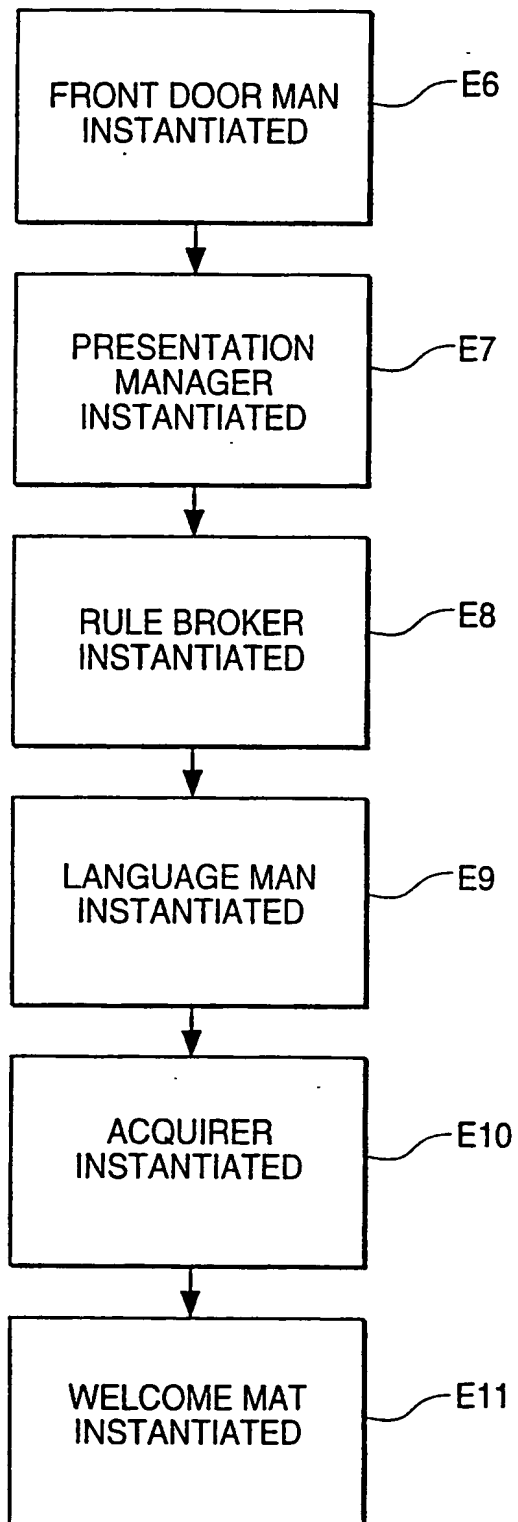 FRONT DOOR MAN
INSTANTIATED
E6
PRESENTATION
MANAGER
INSTANTIATED
E7
RULE BROKER
INSTANTIATED
E8
LANGUAGE MAN
INSTANTIATED
E9
ACQUIRER
INSTANTIATED
E10
WELCOME MAT
INSTANTIATED
E11